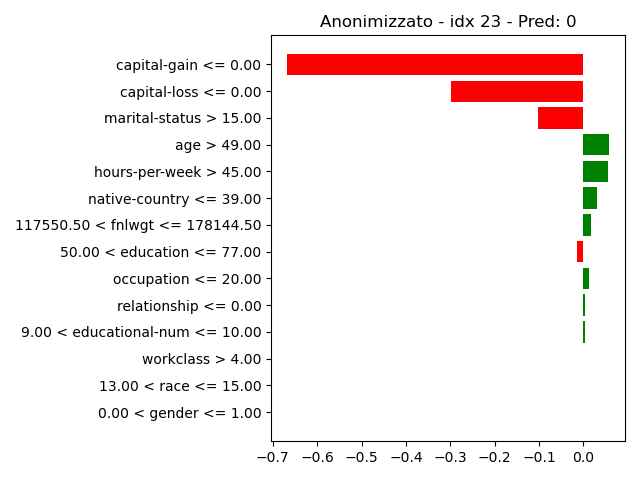 Anonimizzato - idx 23 - Pred: 0
capital-gain <= 0.00
capital-loss <= 0.00
marital-status > 15.00
age > 49.00
hours-per-week > 45.00
native-country <= 39.00
117550.50 < fnlwgt <= 178144.50
50.00 < education <= 77.00
occupation <= 20.00
relationship <= 0.00
9.00 < educational-num <= 10.00
workclass > 4.00
13.00 < race <= 15.00
0.00 < gender <= 1.00
−0.7 −0.6 −0.5 −0.4 −0.3 −0.2 −0.1 0.0